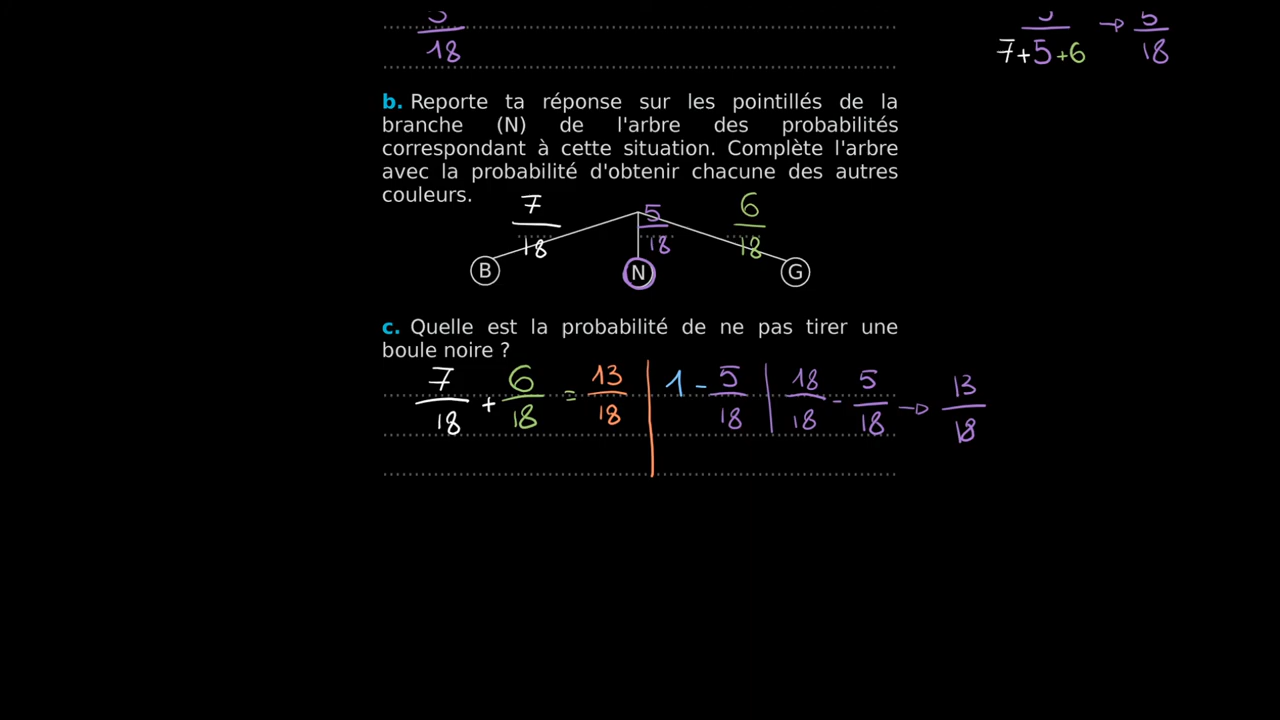 5/18
5/(7+5+6) → 5/18
b. Reporte ta réponse sur les pointillés de la
branche (N) de l'arbre des probabilités
correspondant à cette situation. Complète l'arbre
avec la probabilité d'obtenir chacune des autres
couleurs.
7/18 5/18 6/18
B N G
c. Quelle est la probabilité de ne pas tirer une
boule noire ?
7/18 + 6/18 = 13/18 | 1 - 5/18 | 18/18 - 5/18 → 13/18